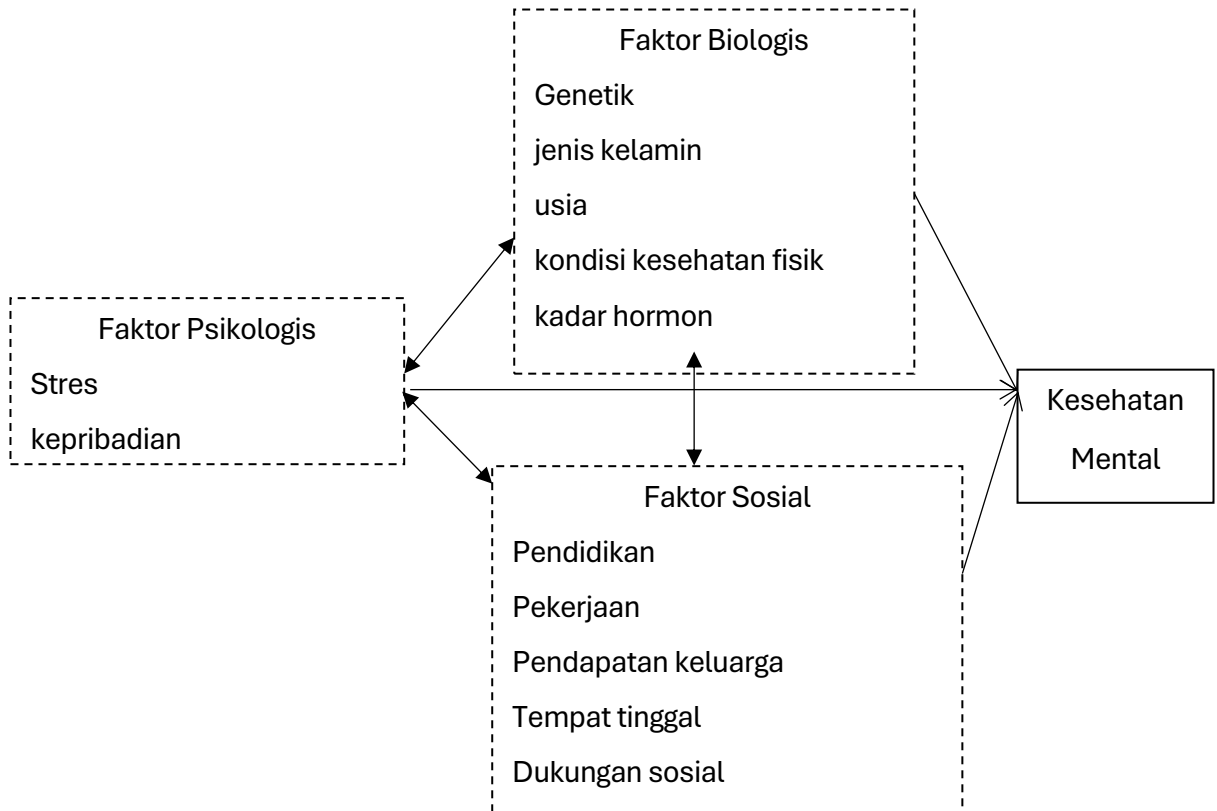 Faktor Biologis
Genetik
jenis kelamin
usia
kondisi kesehatan fisik
kadar hormon
Faktor Psikologis
Stres
kepribadian
Kesehatan
Mental
Faktor Sosial
Pendidikan
Pekerjaan
Pendapatan keluarga
Tempat tinggal
Dukungan sosial